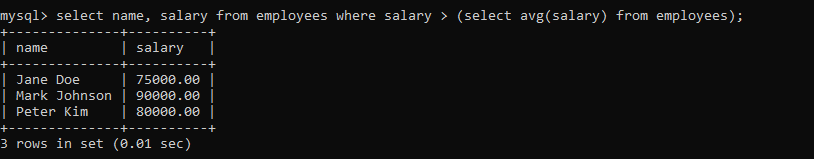 mysql> select name, salary from employees where salary > (select avg(salary) from employees);
+--------------+----------+
| name         | salary   |
+--------------+----------+
| Jane Doe     | 75000.00 |
| Mark Johnson | 90000.00 |
| Peter Kim    | 80000.00 |
+--------------+----------+
3 rows in set (0.01 sec)